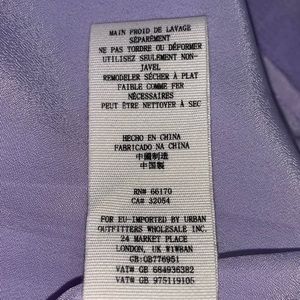 MAIN FROID DE LAVAGE
SÉPARÉMENT
NE PAS TORDRE OU DÉFORMER
UTILISEZ SEULEMENT NON-
JAVEL
REMODELER SÉCHER À PLAT
FAIBLE COMME FER
NÉCESSAIRES
PEUT ÊTRE NETTOYER À SEC
HECHO EN CHINA
FABRICADO NA CHINA
中國制造
中国製
RN# 66170
CA# 32054
FOR EU-IMPORTED BY URBAN
OUTFITTERS WHOLESALE INC.
24 MARKET PLACE
LONDON, UK W1W8AN
GB:OB776951
VAT# GB 684936382
VAT# GB 975119105